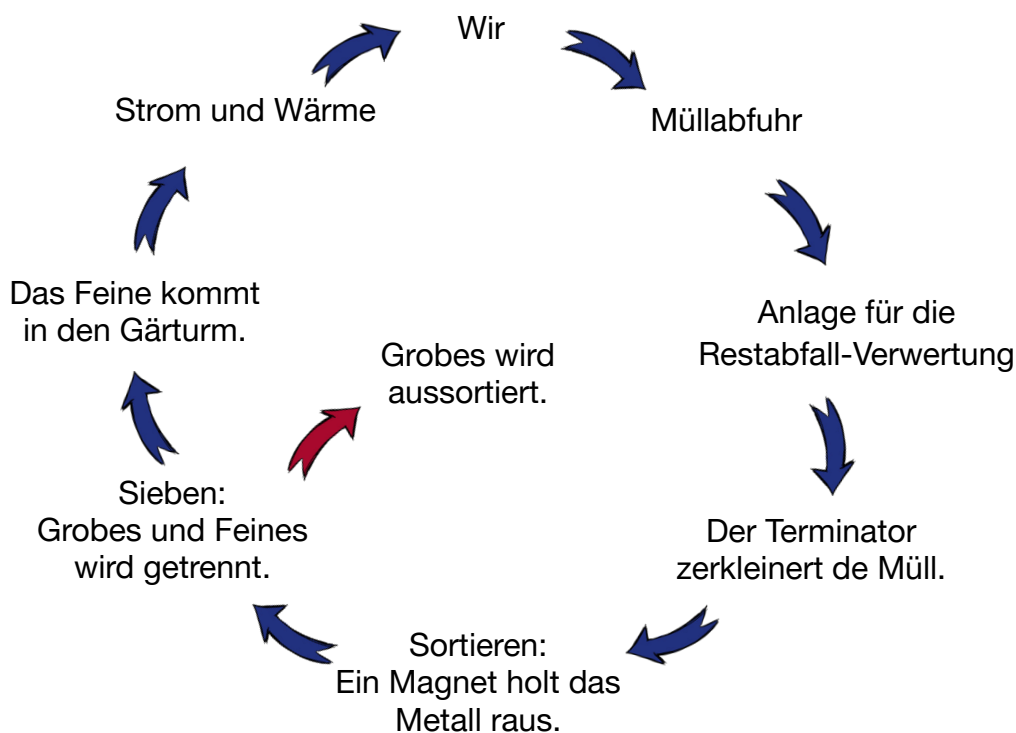 Wir
Müllabfuhr
Anlage für die
Restabfall-Verwertung
Der Terminator
zerkleinert de Müll.
Sortieren:
Ein Magnet holt das
Metall raus.
Sieben:
Grobes und Feines
wird getrennt.
Grobes wird
aussortiert.
Das Feine kommt
in den Gärturm.
Strom und Wärme